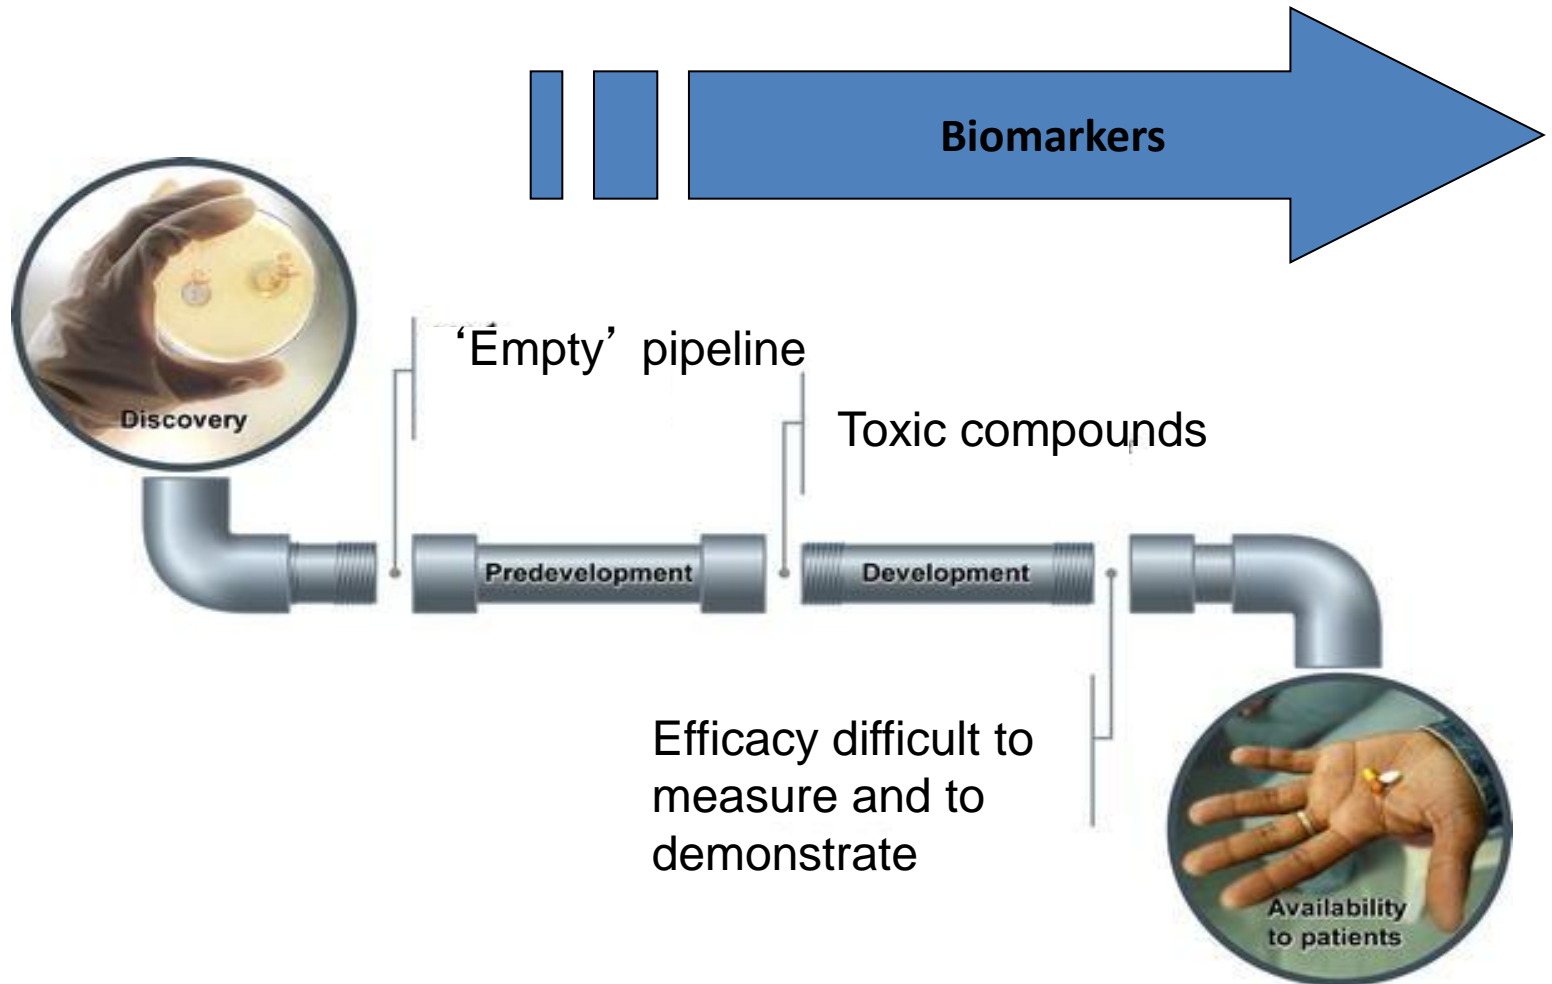 Biomarkers
‘Empty’ pipeline
Discovery
Toxic compounds
Predevelopment
Development
Efficacy difficult to
measure and to
demonstrate
Availability
to patients